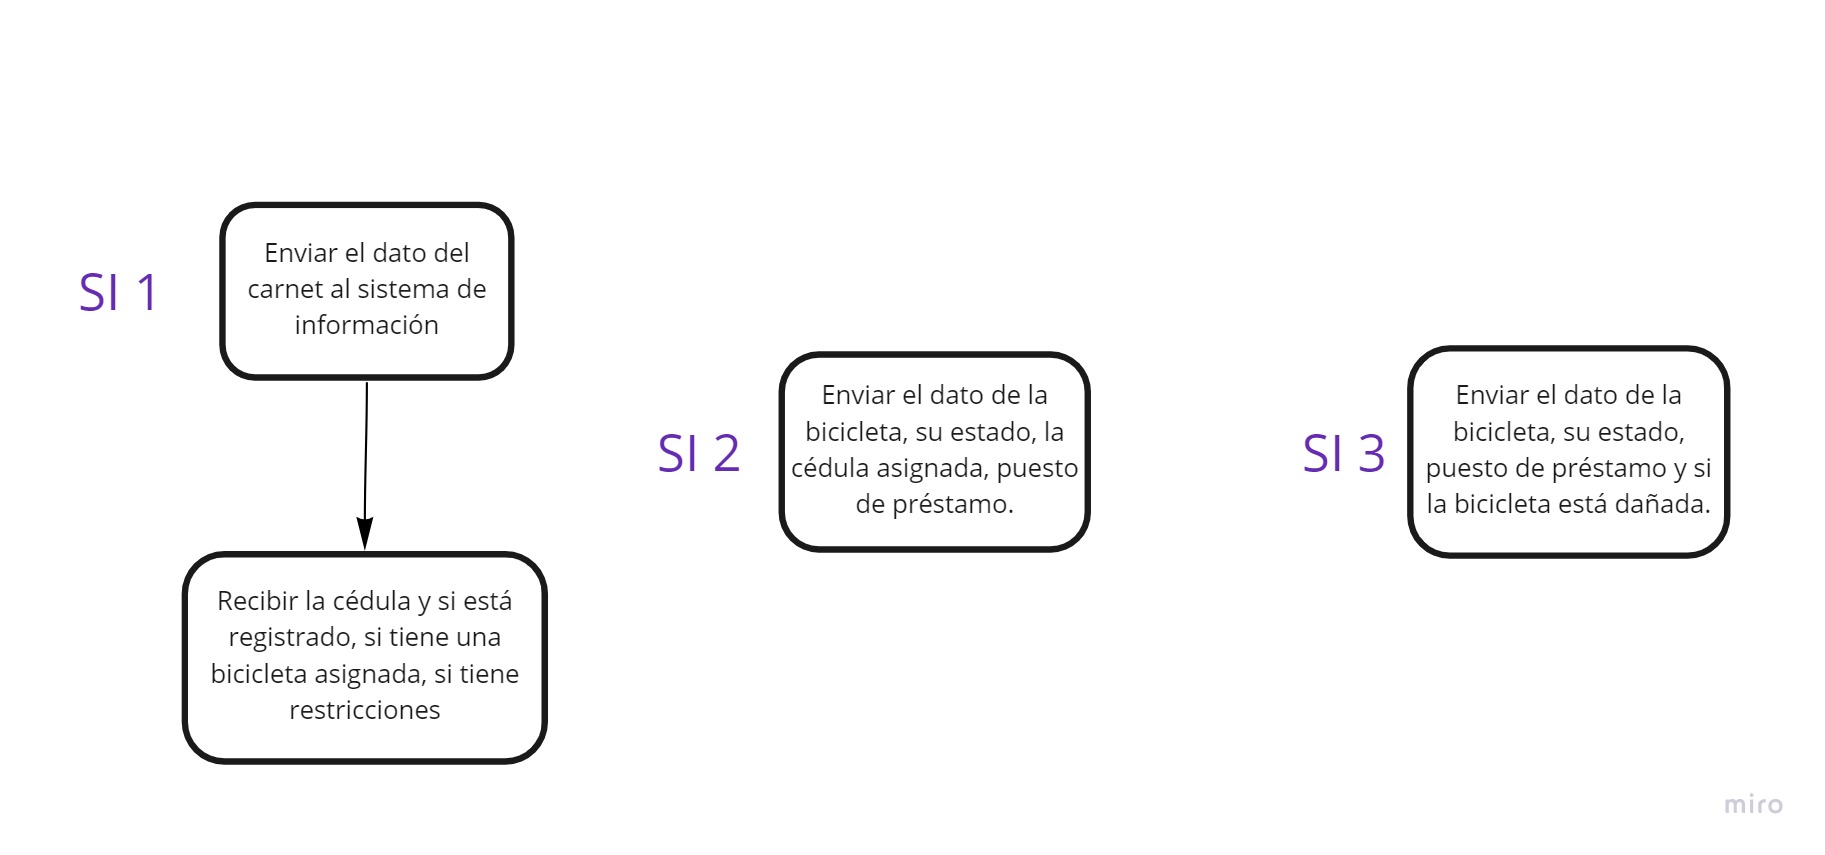 SI 1
Enviar el dato del
carnet al sistema de
información
Recibir la cédula y si está
registrado, si tiene una
bicicleta asignada, si tiene
restricciones
SI 2
Enviar el dato de la
bicicleta, su estado, la
cédula asignada, puesto
de préstamo.
SI 3
Enviar el dato de la
bicicleta, su estado,
puesto de préstamo y si
la bicicleta está dañada.
miro